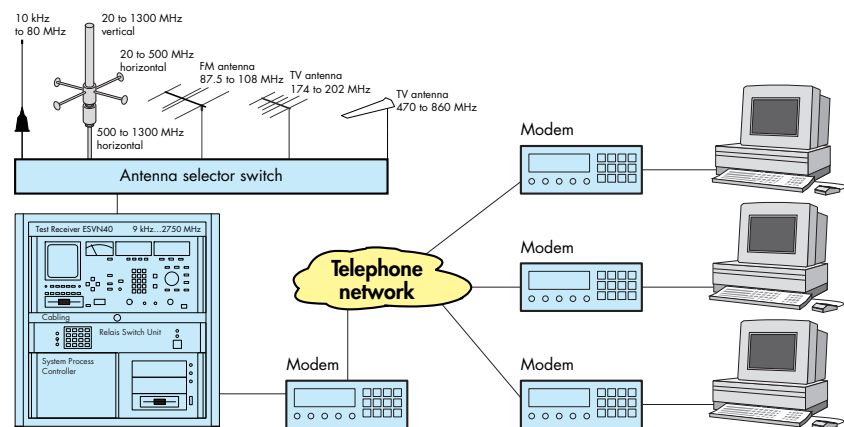 10 kHz
to 80 MHz
20 to 1300 MHz
vertical
20 to 500 MHz
horizontal
FM antenna
87.5 to 108 MHz
TV antenna
174 to 202 MHz
TV antenna
470 to 860 MHz
500 to 1300 MHz
horizontal
Antenna selector switch
Test Receiver ESVN40 9 kHz...2750 MHz
Cabling
Relais Switch Unit
System Process
Controller
Modem
Telephone
network
Modem
Modem
Modem